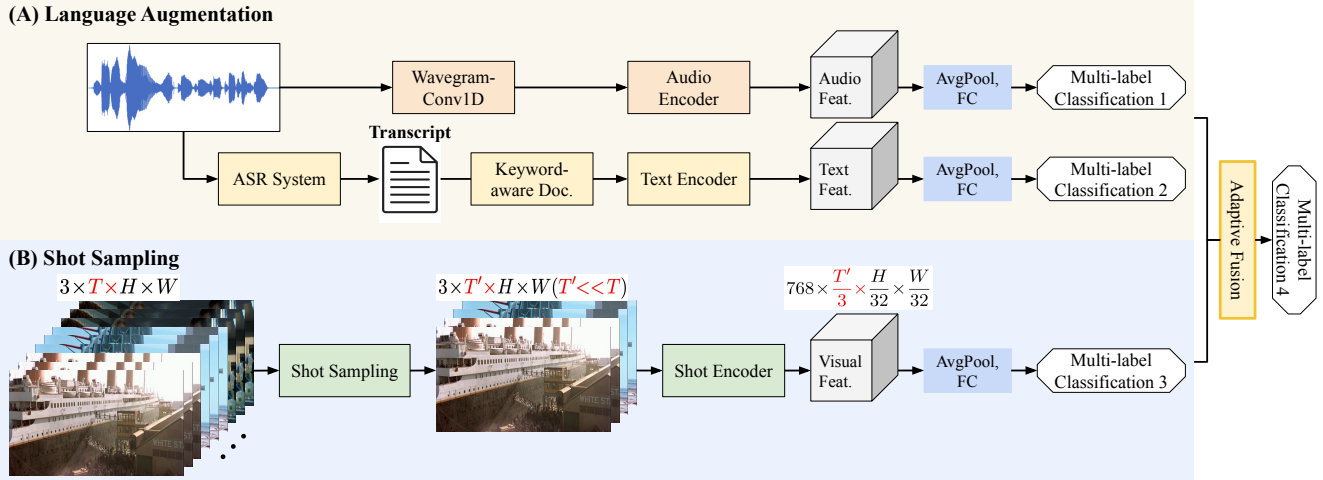 (A) Language Augmentation
Wavegram-
Conv1D
Audio
Encoder
Audio
Feat.
AvgPool,
FC
Multi-label
Classification 1
Transcript
ASR System
Keyword-
aware Doc.
Text Encoder
Text
Feat.
AvgPool,
FC
Multi-label
Classification 2
Adaptive Fusion
Multi-label
Classification 4
(B) Shot Sampling
3×T×H×W
3×T′×H×W(T′<<T)
768×T′/3×H/32×W/32
Shot Sampling
Shot Encoder
Visual
Feat.
AvgPool,
FC
Multi-label
Classification 3
WHITE ST
WHITE S